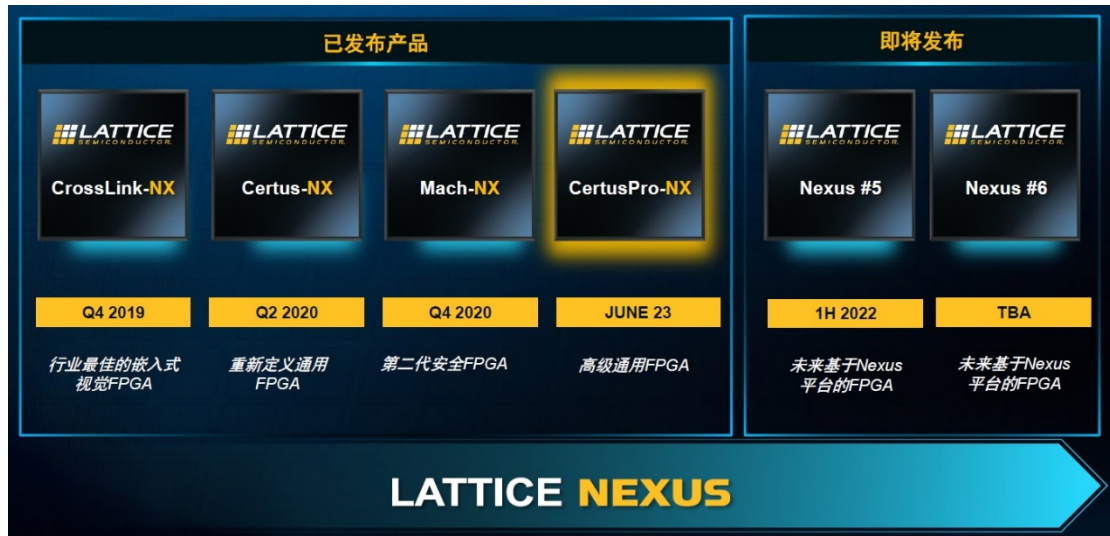 已发布产品
即将发布
LATTICE
SEMICONDUCTOR.
CrossLink-NX
LATTICE
SEMICONDUCTOR.
Certus-NX
LATTICE
SEMICONDUCTOR.
Mach-NX
LATTICE
SEMICONDUCTOR.
CertusPro-NX
LATTICE
SEMICONDUCTOR.
Nexus #5
LATTICE
SEMICONDUCTOR.
Nexus #6
Q4 2019
Q2 2020
Q4 2020
JUNE 23
1H 2022
TBA
行业最佳的嵌入式
视觉FPGA
重新定义通用
FPGA
第二代安全FPGA
高级通用FPGA
未来基于Nexus
平台的FPGA
未来基于Nexus
平台的FPGA
LATTICE NEXUS